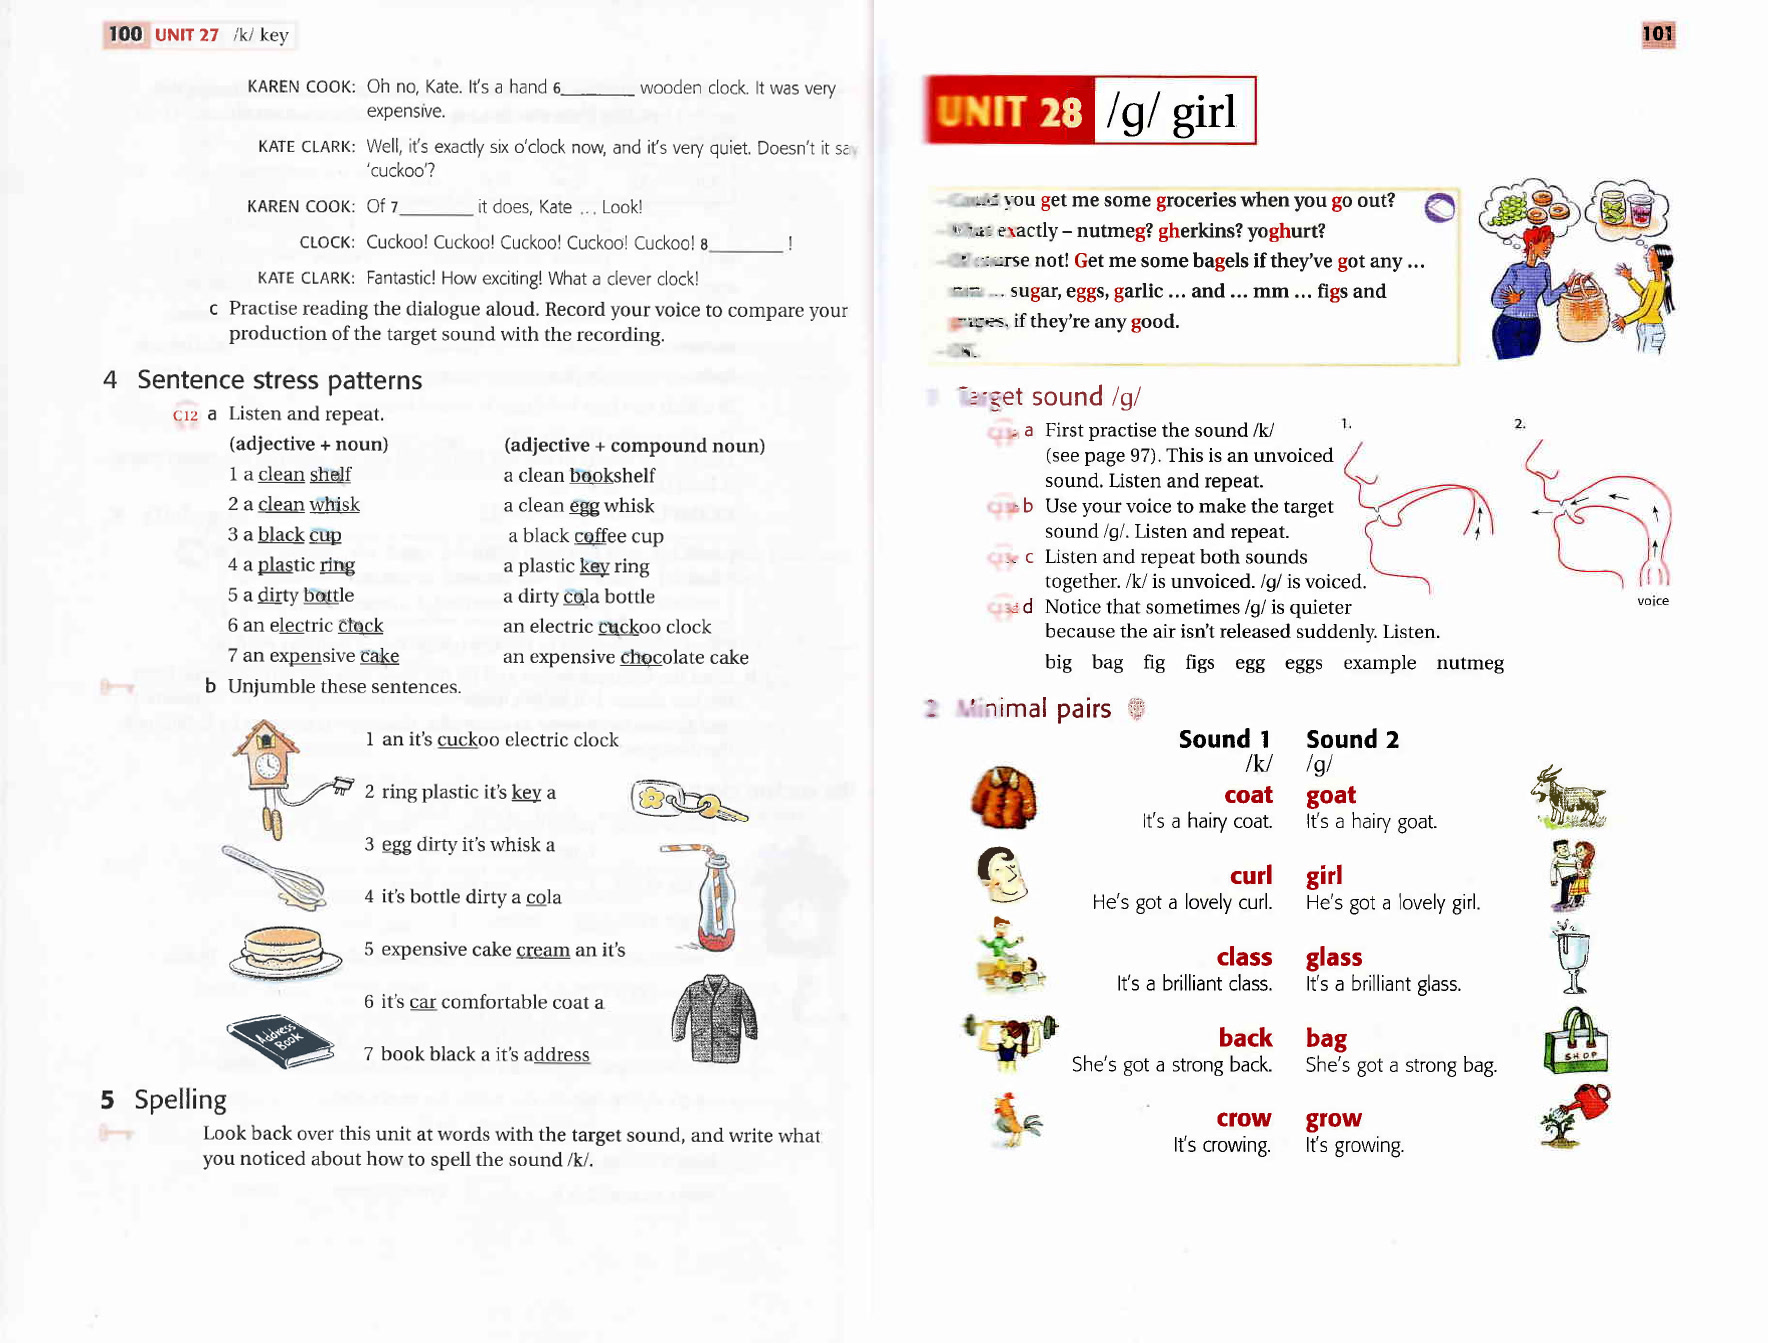 100 UNIT 27 /k/ key
KAREN COOK: Oh no, Kate. It's a hand 6________ wooden clock. It was very
expensive.
KATE CLARK: Well, it's exactly six o'clock now, and it's very quiet. Doesn't it say
'cuckoo'?
KAREN COOK: Of 7________ it does, Kate ... Look!
CLOCK: Cuckoo! Cuckoo! Cuckoo! Cuckoo! Cuckoo! 8________ !
KATE CLARK: Fantastic! How exciting! What a clever clock!
c Practise reading the dialogue aloud. Record your voice to compare your
production of the target sound with the recording.
4 Sentence stress patterns
C12 a Listen and repeat.
(adjective + noun) (adjective + compound noun)
1 a clean shelf a clean bookshelf
2 a clean whisk a clean egg whisk
3 a black cup a black coffee cup
4 a plastic ring a plastic key ring
5 a dirty bottle a dirty cola bottle
6 an electric clock an electric cuckoo clock
7 an expensive cake an expensive chocolate cake
b Unjumble these sentences.
1 an it's cuckoo electric clock
2 ring plastic it's key a
3 egg dirty it's whisk a
4 it's bottle dirty a cola
5 expensive cake cream an it's
6 it's car comfortable coat a
7 book black a it's address
Address
Book
5 Spelling
Look back over this unit at words with the target sound, and write what
you noticed about how to spell the sound /k/.
101
UNIT 28 /g/ girl
you get me some groceries when you go out?
exactly – nutmeg? gherkins? yoghurt?
not! Get me some bagels if they've got any ...
... sugar, eggs, garlic ... and ... mm ... figs and
if they're any good.
1 Target sound /g/
a First practise the sound /k/
(see page 97). This is an unvoiced
sound. Listen and repeat.
b Use your voice to make the target
sound /g/. Listen and repeat.
c Listen and repeat both sounds
together. /k/ is unvoiced. /g/ is voiced.
d Notice that sometimes /g/ is quieter
because the air isn't released suddenly. Listen.
big bag fig figs egg eggs example nutmeg
1. 2.
voice
2 Minimal pairs
Sound 1 Sound 2
/k/ /g/
coat goat
It's a hairy coat. It's a hairy goat.
curl girl
He's got a lovely curl. He's got a lovely girl.
class glass
It's a brilliant class. It's a brilliant glass.
back bag
She's got a strong back. She's got a strong bag.
SHOP
crow grow
It's crowing. It's growing.